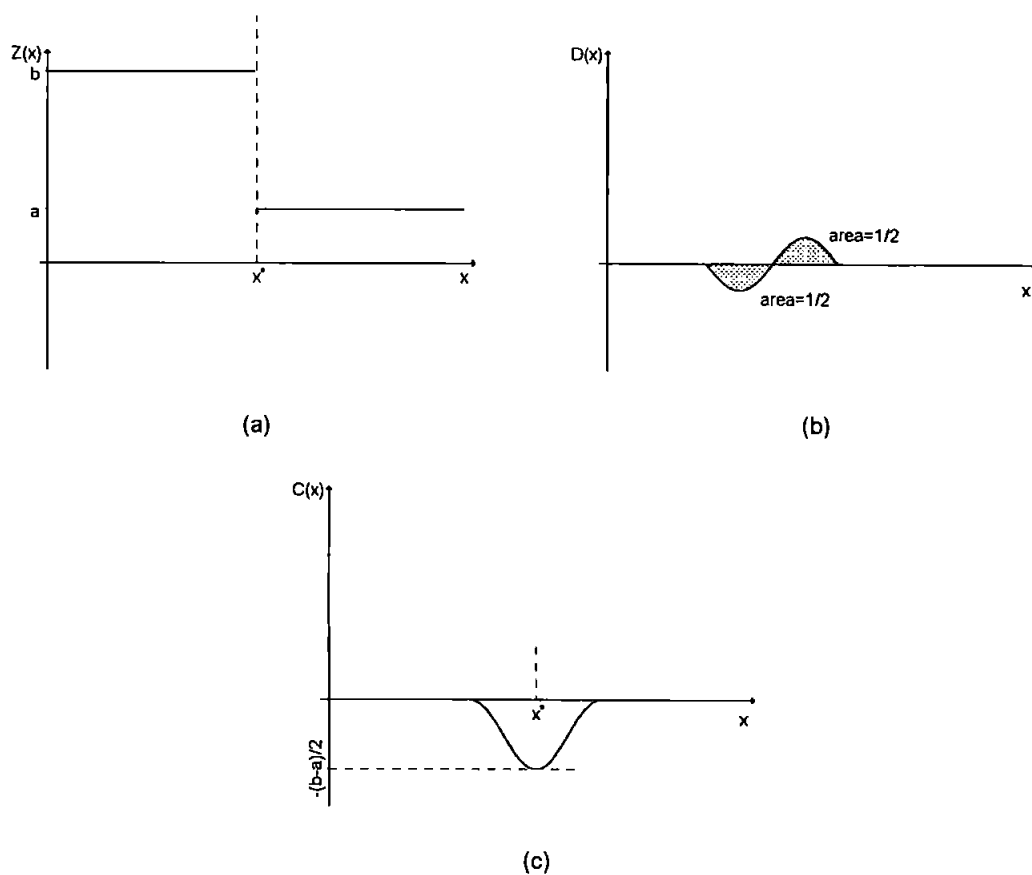 Z(x)
b
a
x*
x
(a)
D(x)
area=1/2
area=1/2
x
(b)
C(x)
x*
x
-(b-a)/2
(c)